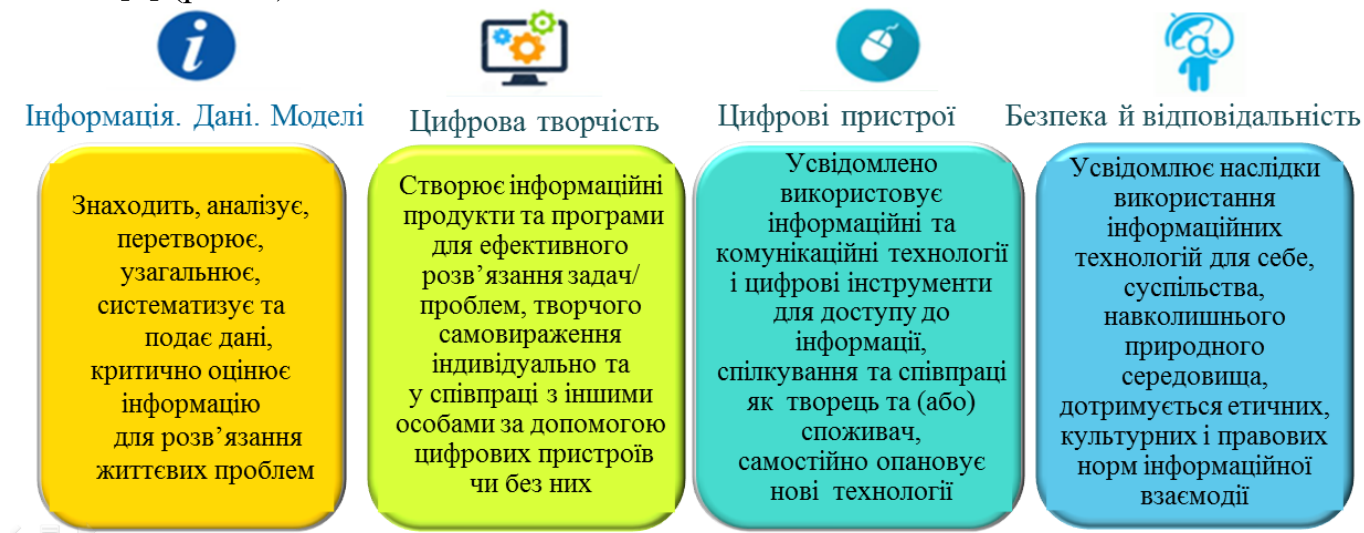 Інформація. Дані. Моделі
Знаходить, аналізує,
перетворює,
узагальнює,
систематизує та
подає дані,
критично оцінює
інформацію
для розв’язання
життєвих проблем
Цифрова творчість
Створює інформаційні
продукти та програми
для ефективного
розв’язання задач/
проблем, творчого
самовираження
індивідуально та
у співпраці з іншими
особами за допомогою
цифрових пристроїв
чи без них
Цифрові пристрої
Усвідомлено
використовує
інформаційні та
комунікаційні технології
і цифрові інструменти
для доступу до
інформації,
спілкування та співпраці
як творець та (або)
споживач,
самостійно опановує
нові технології
Безпека й відповідальність
Усвідомлює наслідки
використання
інформаційних
технологій для себе,
суспільства,
навколишнього
природного
середовища,
дотримується етичних,
культурних і правових
норм інформаційної
взаємодії